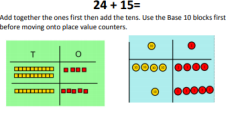 24 + 15=
Add together the ones first then add the tens. Use the Base 10 blocks first
before moving onto place value counters.
T O